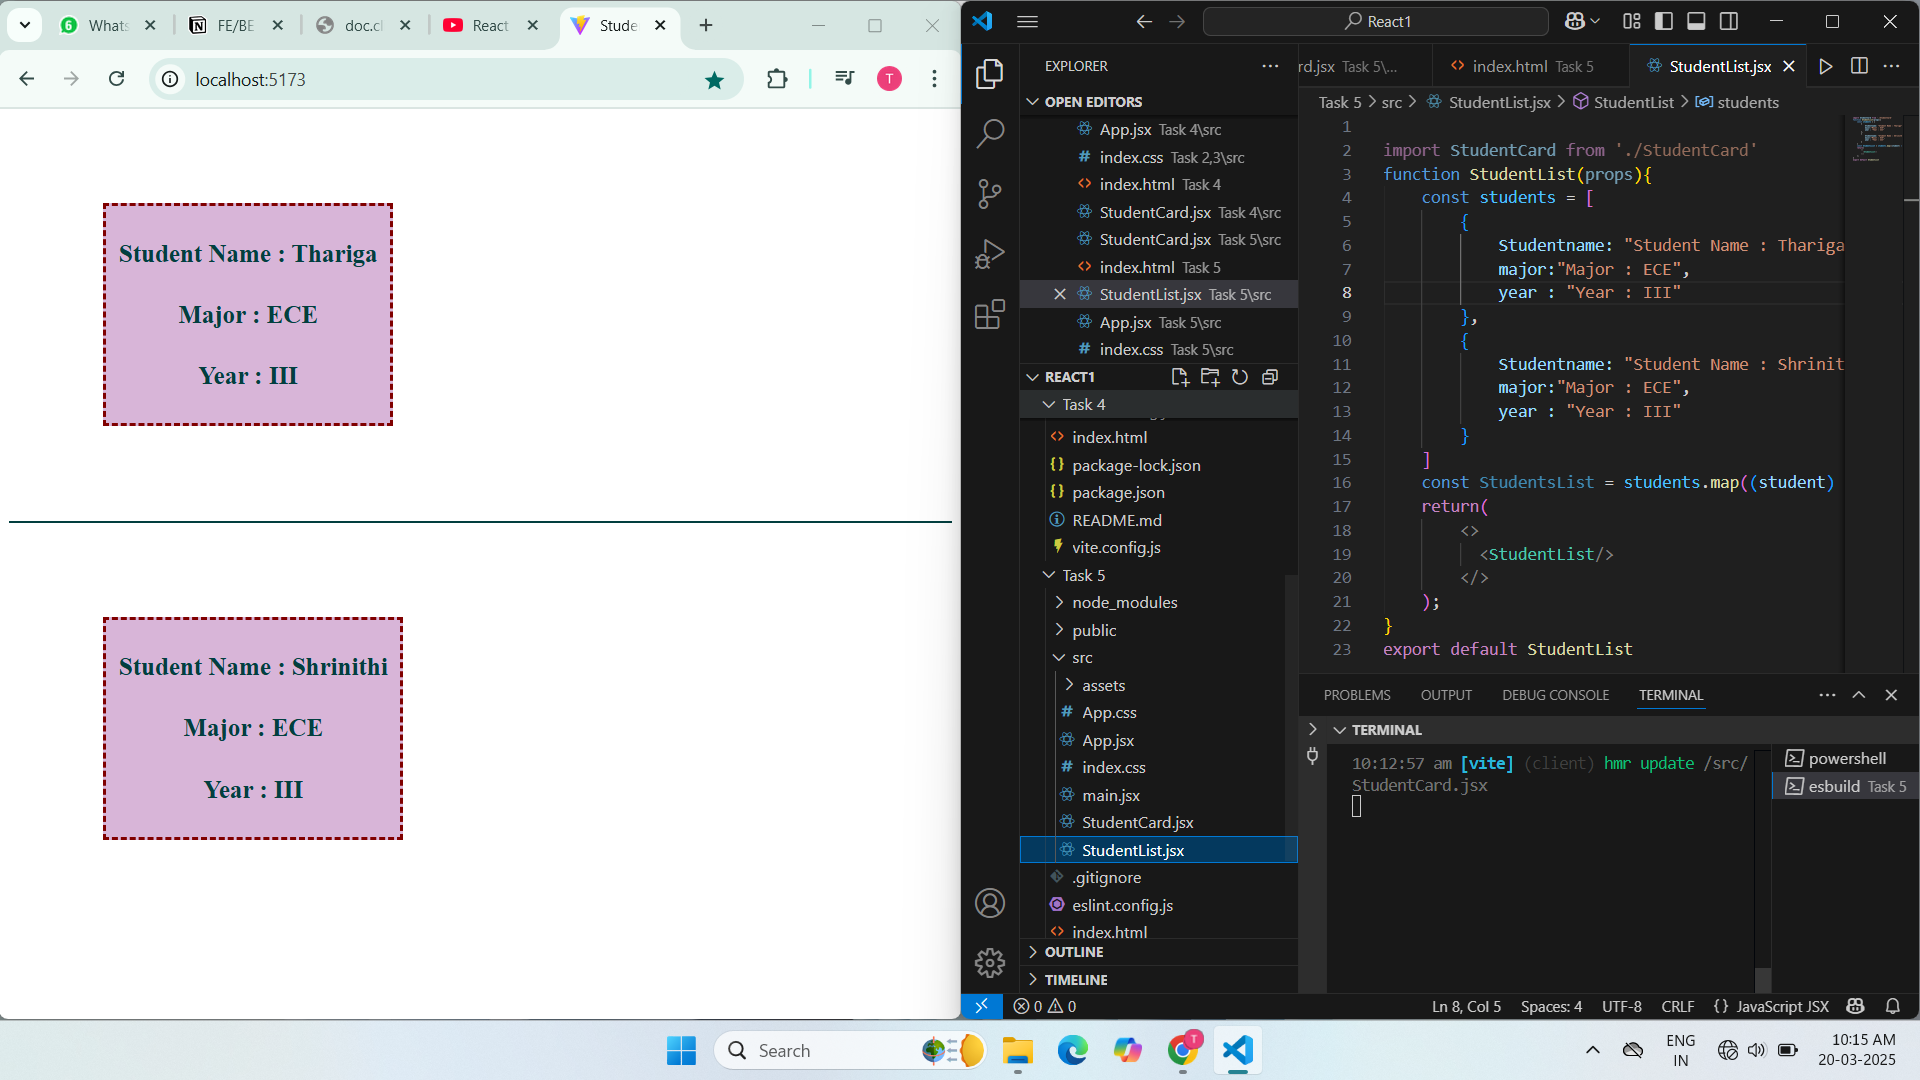 Whats
FE/BE
doc.cl
React
Stude
localhost:5173
T
Student Name : Thariga
Major : ECE
Year : III
Student Name : Shrinithi
Major : ECE
Year : III
React1
EXPLORER
OPEN EDITORS
App.jsx Task 4\src
index.css Task 2,3\src
index.html Task 4
StudentCard.jsx Task 4\src
StudentCard.jsx Task 5\src
index.html Task 5
StudentList.jsx Task 5\src
App.jsx Task 5\src
index.css Task 5\src
REACT1
Task 4
index.html
package-lock.json
package.json
README.md
vite.config.js
Task 5
node_modules
public
src
assets
App.css
App.jsx
index.css
main.jsx
StudentCard.jsx
StudentList.jsx
.gitignore
eslint.config.js
index.html
OUTLINE
TIMELINE
rd.jsx Task 5\...
index.html Task 5
StudentList.jsx
Task 5 > src > StudentList.jsx > StudentList > students
1
2 import StudentCard from './StudentCard'
3 function StudentList(props){
4 const students = [
5 {
6 Studentname: "Student Name : Thariga
7 major:"Major : ECE",
8 year : "Year : III"
9 },
10 {
11 Studentname: "Student Name : Shrinit
12 major:"Major : ECE",
13 year : "Year : III"
14 }
15 ]
16 const StudentsList = students.map((student)
17 return(
18 <>
19 <StudentList/>
20 </>
21 );
22 }
23 export default StudentList
PROBLEMS OUTPUT DEBUG CONSOLE TERMINAL
TERMINAL
10:12:57 am [vite] (client) hmr update /src/
StudentCard.jsx
powershell
esbuild Task 5
0 0
Ln 8, Col 5 Spaces: 4 UTF-8 CRLF {} JavaScript JSX
Search
T
ENG
IN
10:15 AM
20-03-2025